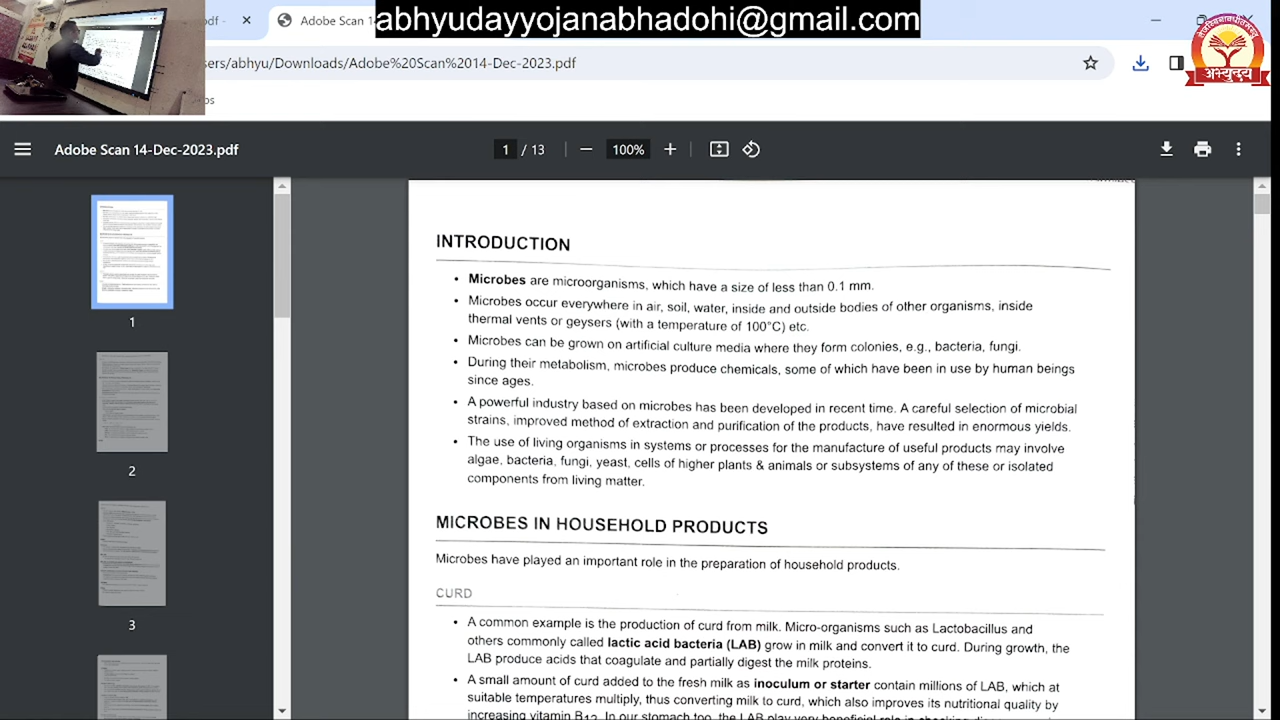 abhyudayyojanabhadohi@gmail.com
Adobe Scan 14
ers/abhyu/Downloads/Adobe%20Scan%2014-Dec-2023.pdf
अभ्युदय
Adobe Scan 14-Dec-2023.pdf
1 / 13
100%
1
2
3
INTRODUCTION
• Microbes are microorganisms, which have a size of less than 0.1 mm.
• Microbes occur everywhere in air, soil, water, inside and outside bodies of other organisms, inside
thermal vents or geysers (with a temperature of 100°C) etc.
• Microbes can be grown on artificial culture media where they form colonies, e.g., bacteria, fungi.
• During their metabolism, microbes produce chemicals, some of which have been in use by human beings
since ages.
• A powerful industry based on microbes has been developed in recent time. A careful selection of microbial
strains, improved method of extraction and purification of the products, have resulted in enormous yields.
• The use of living organisms in systems or processes for the manufacture of useful products may involve
algae, bacteria, fungi, yeast, cells of higher plants & animals or subsystems of any of these or isolated
components from living matter.
MICROBES IN HOUSEHOLD PRODUCTS
Microbes have played an important role in the preparation of household products.
CURD
• A common example is the production of curd from milk. Micro-organisms such as Lactobacillus and
others commonly called lactic acid bacteria (LAB) grow in milk and convert it to curd. During growth, the
LAB produce acids that coagulate and partially digest the milk proteins.
• A small amount of curd added to the fresh milk as inoculum or starter contain millions of LAB, which at
suitable temperatures multiply, thus converting milk to curd, which also improves its nutritional quality by
increasing vitamin B12. In our stomach too, the LAB play very beneficial role in